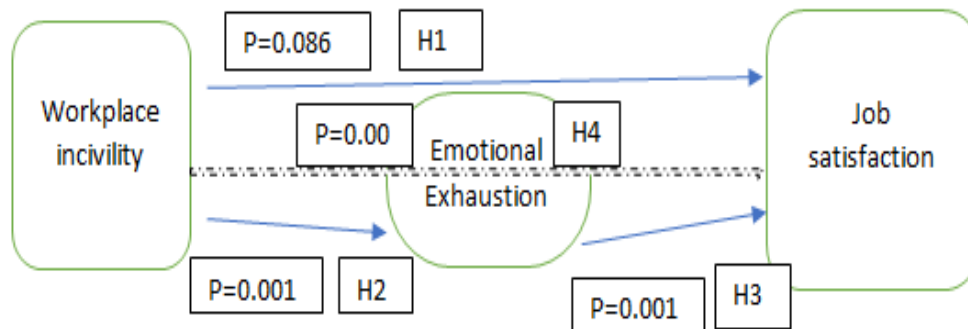 P=0.086
H1
Workplace
incivility
P=0.00
H4
Emotional
Exhaustion
Job
satisfaction
P=0.001
H2
P=0.001
H3